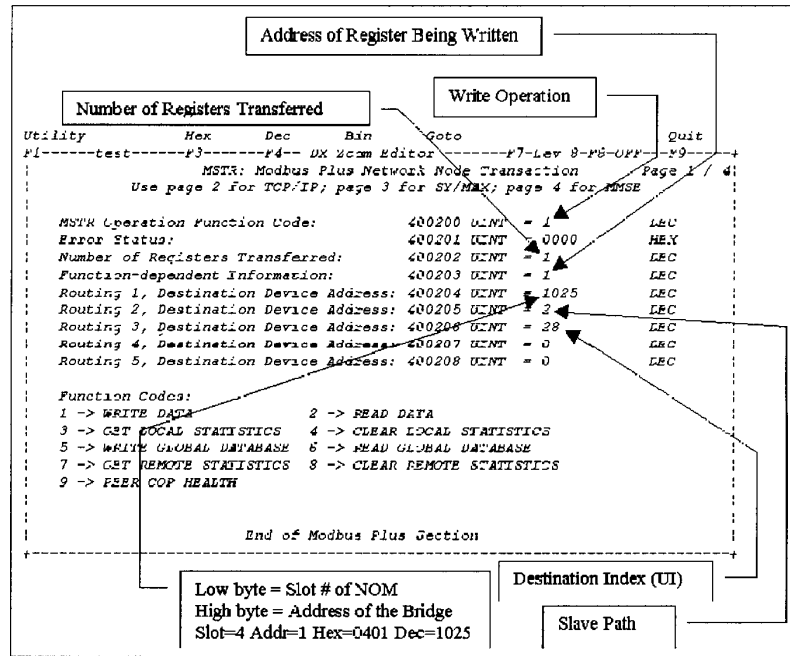 Address of Register Being Written
Number of Registers Transferred
Write Operation
Utility Hex Dec Bin Goto Quit
F1------test------F3-------F4-- DX Zoom Editor -------F7-Lev 8-F8-OFF---F9----+
MSTR: Modbus Plus Network Node Transaction Page 1 / 4
Use page 2 for TCP/IP; page 3 for SY/MAX; page 4 for MMSE
MSTR Operation Function Code: 400200 UINT = 1 DEC
Error Status: 400201 UINT = 0000 HEX
Number of Registers Transferred: 400202 UINT = 1 DEC
Function-dependent Information: 400203 UINT = 1 DEC
Routing 1, Destination Device Address: 400204 UINT = 1025 DEC
Routing 2, Destination Device Address: 400205 UINT = 2 DEC
Routing 3, Destination Device Address: 400206 UINT = 28 DEC
Routing 4, Destination Device Address: 400207 UINT = 0 DEC
Routing 5, Destination Device Address: 400208 UINT = 0 DEC
Function Codes:
1 -> WRITE DATA 2 -> READ DATA
3 -> GET LOCAL STATISTICS 4 -> CLEAR LOCAL STATISTICS
5 -> WRITE GLOBAL DATABASE 6 -> READ GLOBAL DATABASE
7 -> GET REMOTE STATISTICS 8 -> CLEAR REMOTE STATISTICS
9 -> PEER COP HEALTH
End of Modbus Plus Section
Low byte = Slot # of NOM
High byte = Address of the Bridge
Slot=4 Addr=1 Hex=0401 Dec=1025
Destination Index (UI)
Slave Path